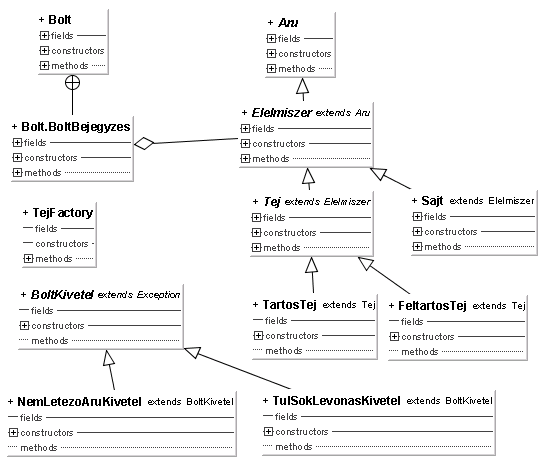 + Bolt
+ fields
+ constructors
+ methods
+ Aru
+ fields
+ constructors
+ methods
+ Bolt.BoltBejegyzes
+ fields
+ constructors
+ methods
+ Elelmiszer extends Aru
+ fields
+ constructors
+ methods
+ TejFactory
fields
constructors
+ methods
+ Tej extends Elelmiszer
+ fields
+ constructors
+ methods
+ Sajt extends Elelmiszer
+ fields
+ constructors
+ methods
+ BoltKivetel extends Exception
fields
+ constructors
methods
+ TartosTej extends Tej
fields
+ constructors
methods
+ FeltartosTej extends Tej
fields
+ constructors
methods
+ NemLetezoAruKivetel extends BoltKivetel
fields
+ constructors
methods
+ TulSokLevonasKivetel extends BoltKivetel
fields
+ constructors
methods